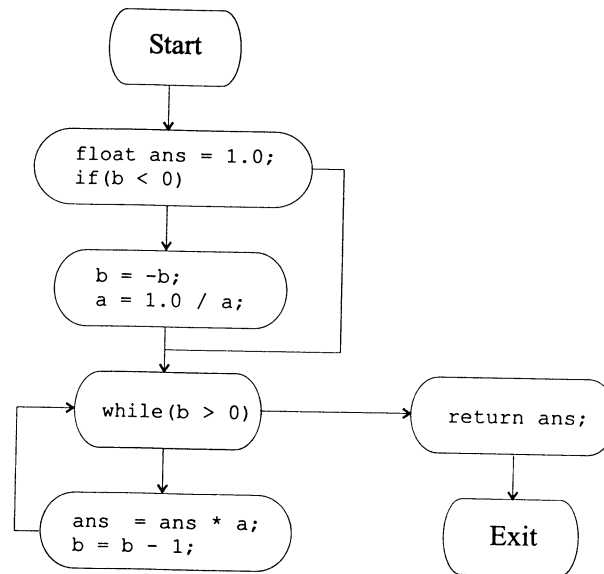 Start
float ans = 1.0;
if(b < 0)
b = -b;
a = 1.0 / a;
while(b > 0)
return ans;
ans  = ans * a;
b = b - 1;
Exit